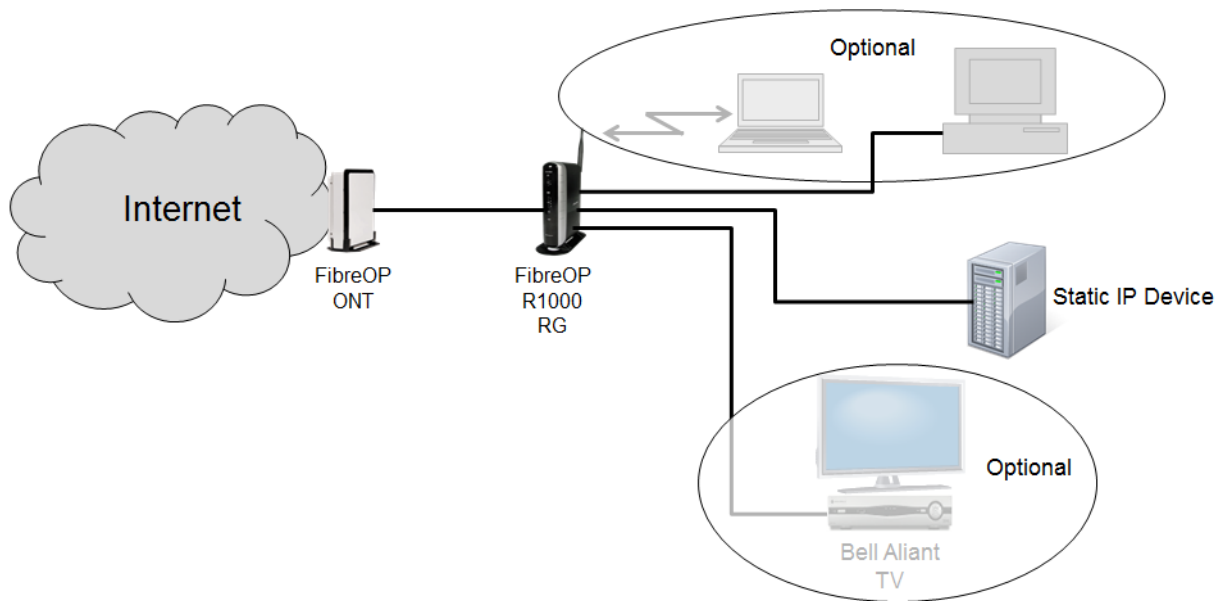 Optional
Internet
FibreOP
ONT
FibreOP
R1000
RG
Static IP Device
Optional
Bell Aliant
TV